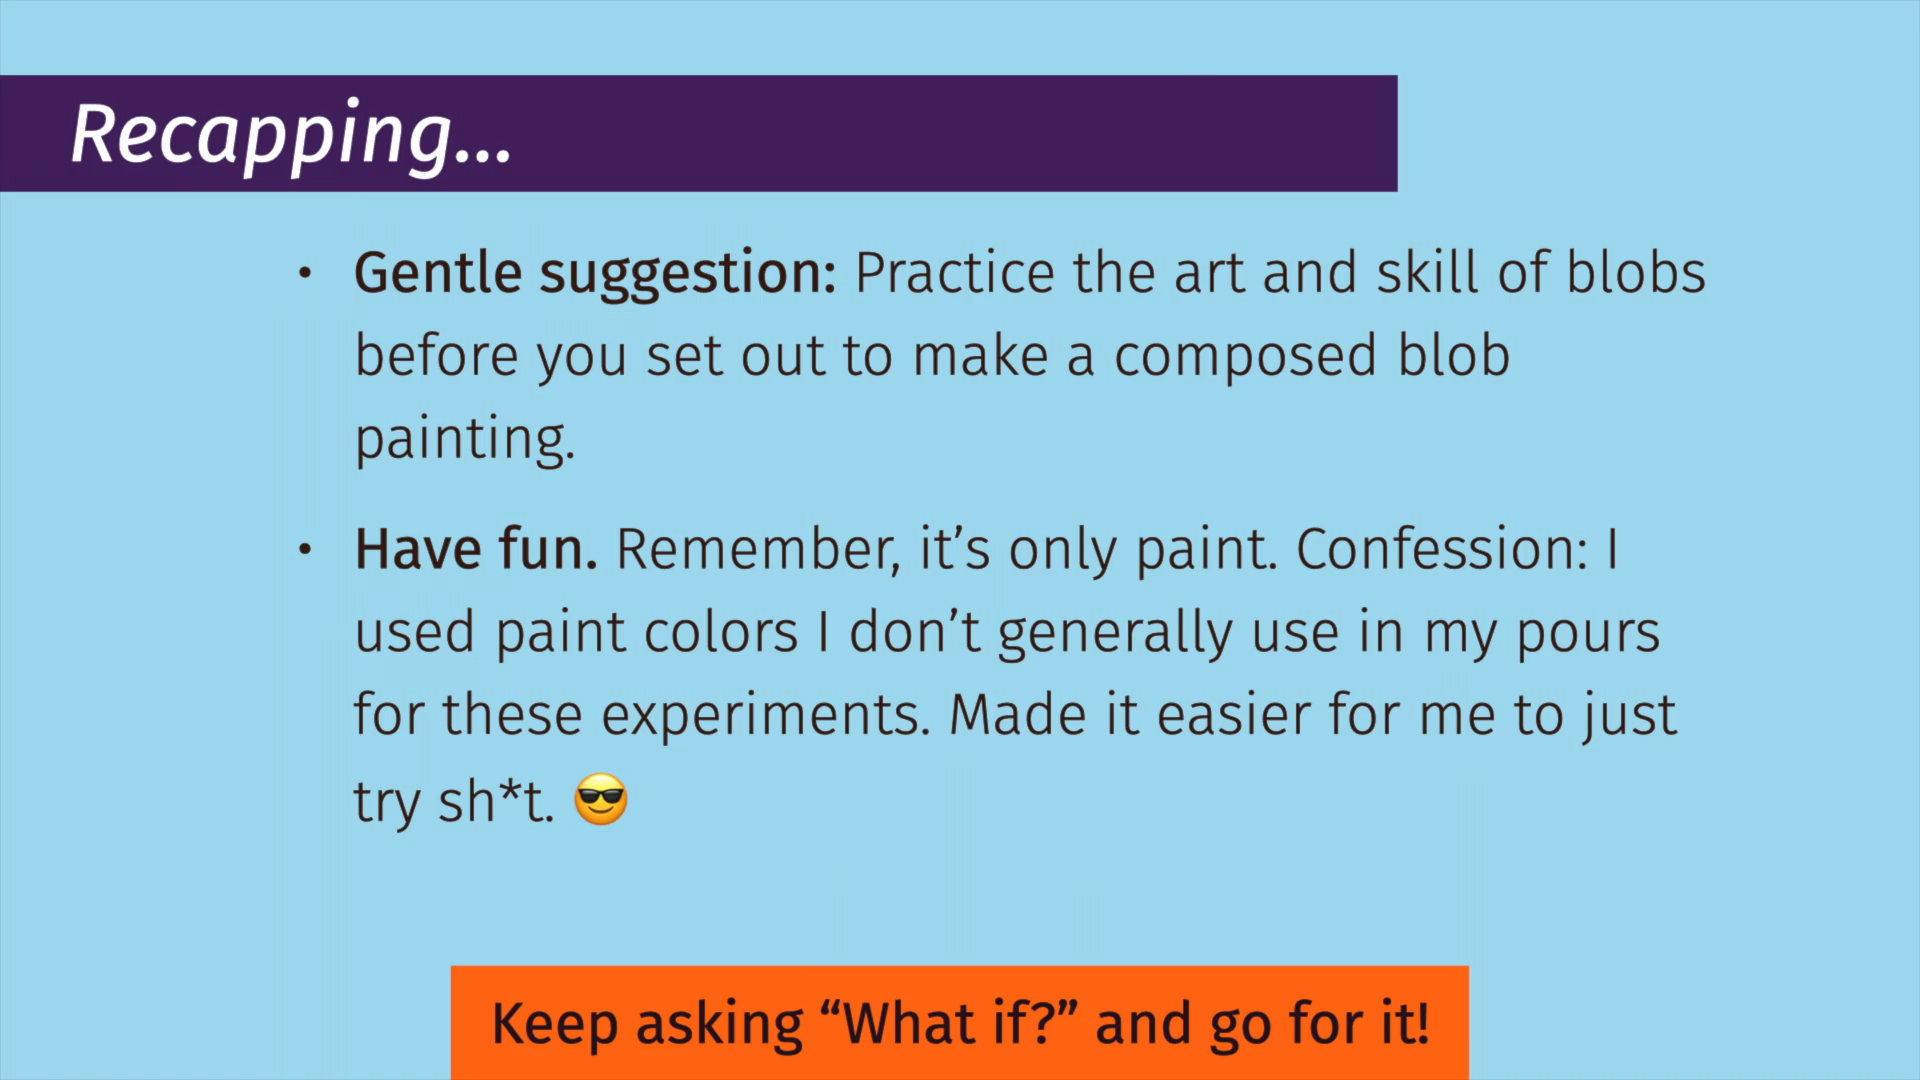 Recapping...
• Gentle suggestion: Practice the art and skill of blobs
before you set out to make a composed blob
painting.
• Have fun. Remember, it’s only paint. Confession: I
used paint colors I don’t generally use in my pours
for these experiments. Made it easier for me to just
try sh*t. 😎
Keep asking “What if?” and go for it!